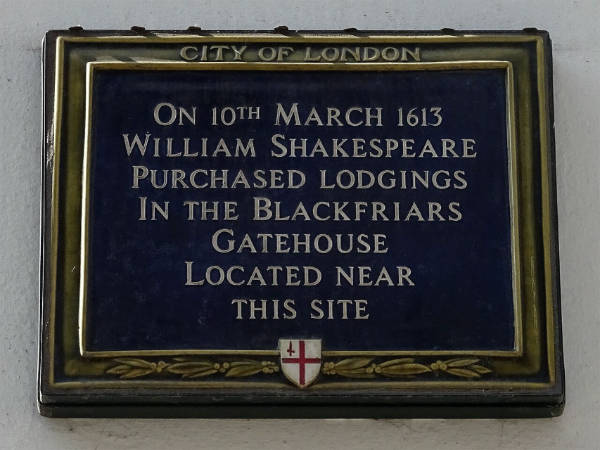 CITY OF LONDON
ON 10TH MARCH 1613
WILLIAM SHAKESPEARE
PURCHASED LODGINGS
IN THE BLACKFRIARS
GATEHOUSE
LOCATED NEAR
THIS SITE